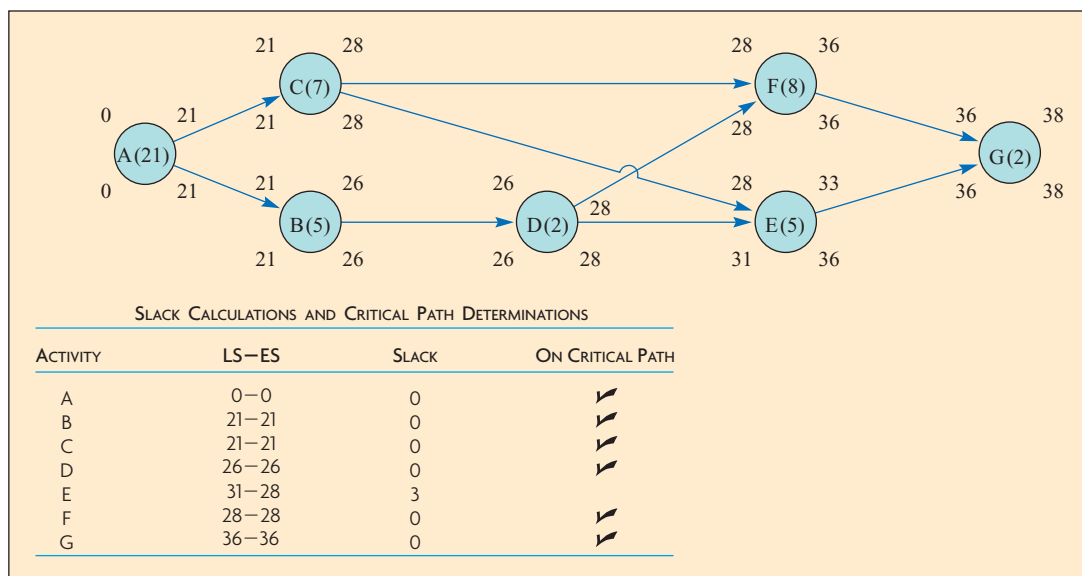 21 28 28 36
C(7) F(8)
0 21 21 28 28 36 36 38
A(21) G(2)
0 21 21 26 26 28 28 33 36 38
B(5) D(2) E(5)
21 26 26 28 31 36
SLACK CALCULATIONS AND CRITICAL PATH DETERMINATIONS
ACTIVITY LS−ES SLACK ON CRITICAL PATH
A 0−0 0 ✔
B 21−21 0 ✔
C 21−21 0 ✔
D 26−26 0 ✔
E 31−28 3
F 28−28 0 ✔
G 36−36 0 ✔